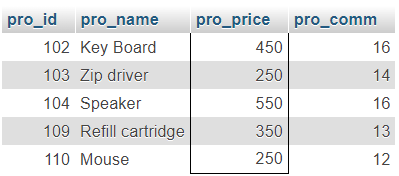 pro_id pro_name pro_price pro_comm
102 Key Board 450 16
103 Zip driver 250 14
104 Speaker 550 16
109 Refill cartridge 350 13
110 Mouse 250 12